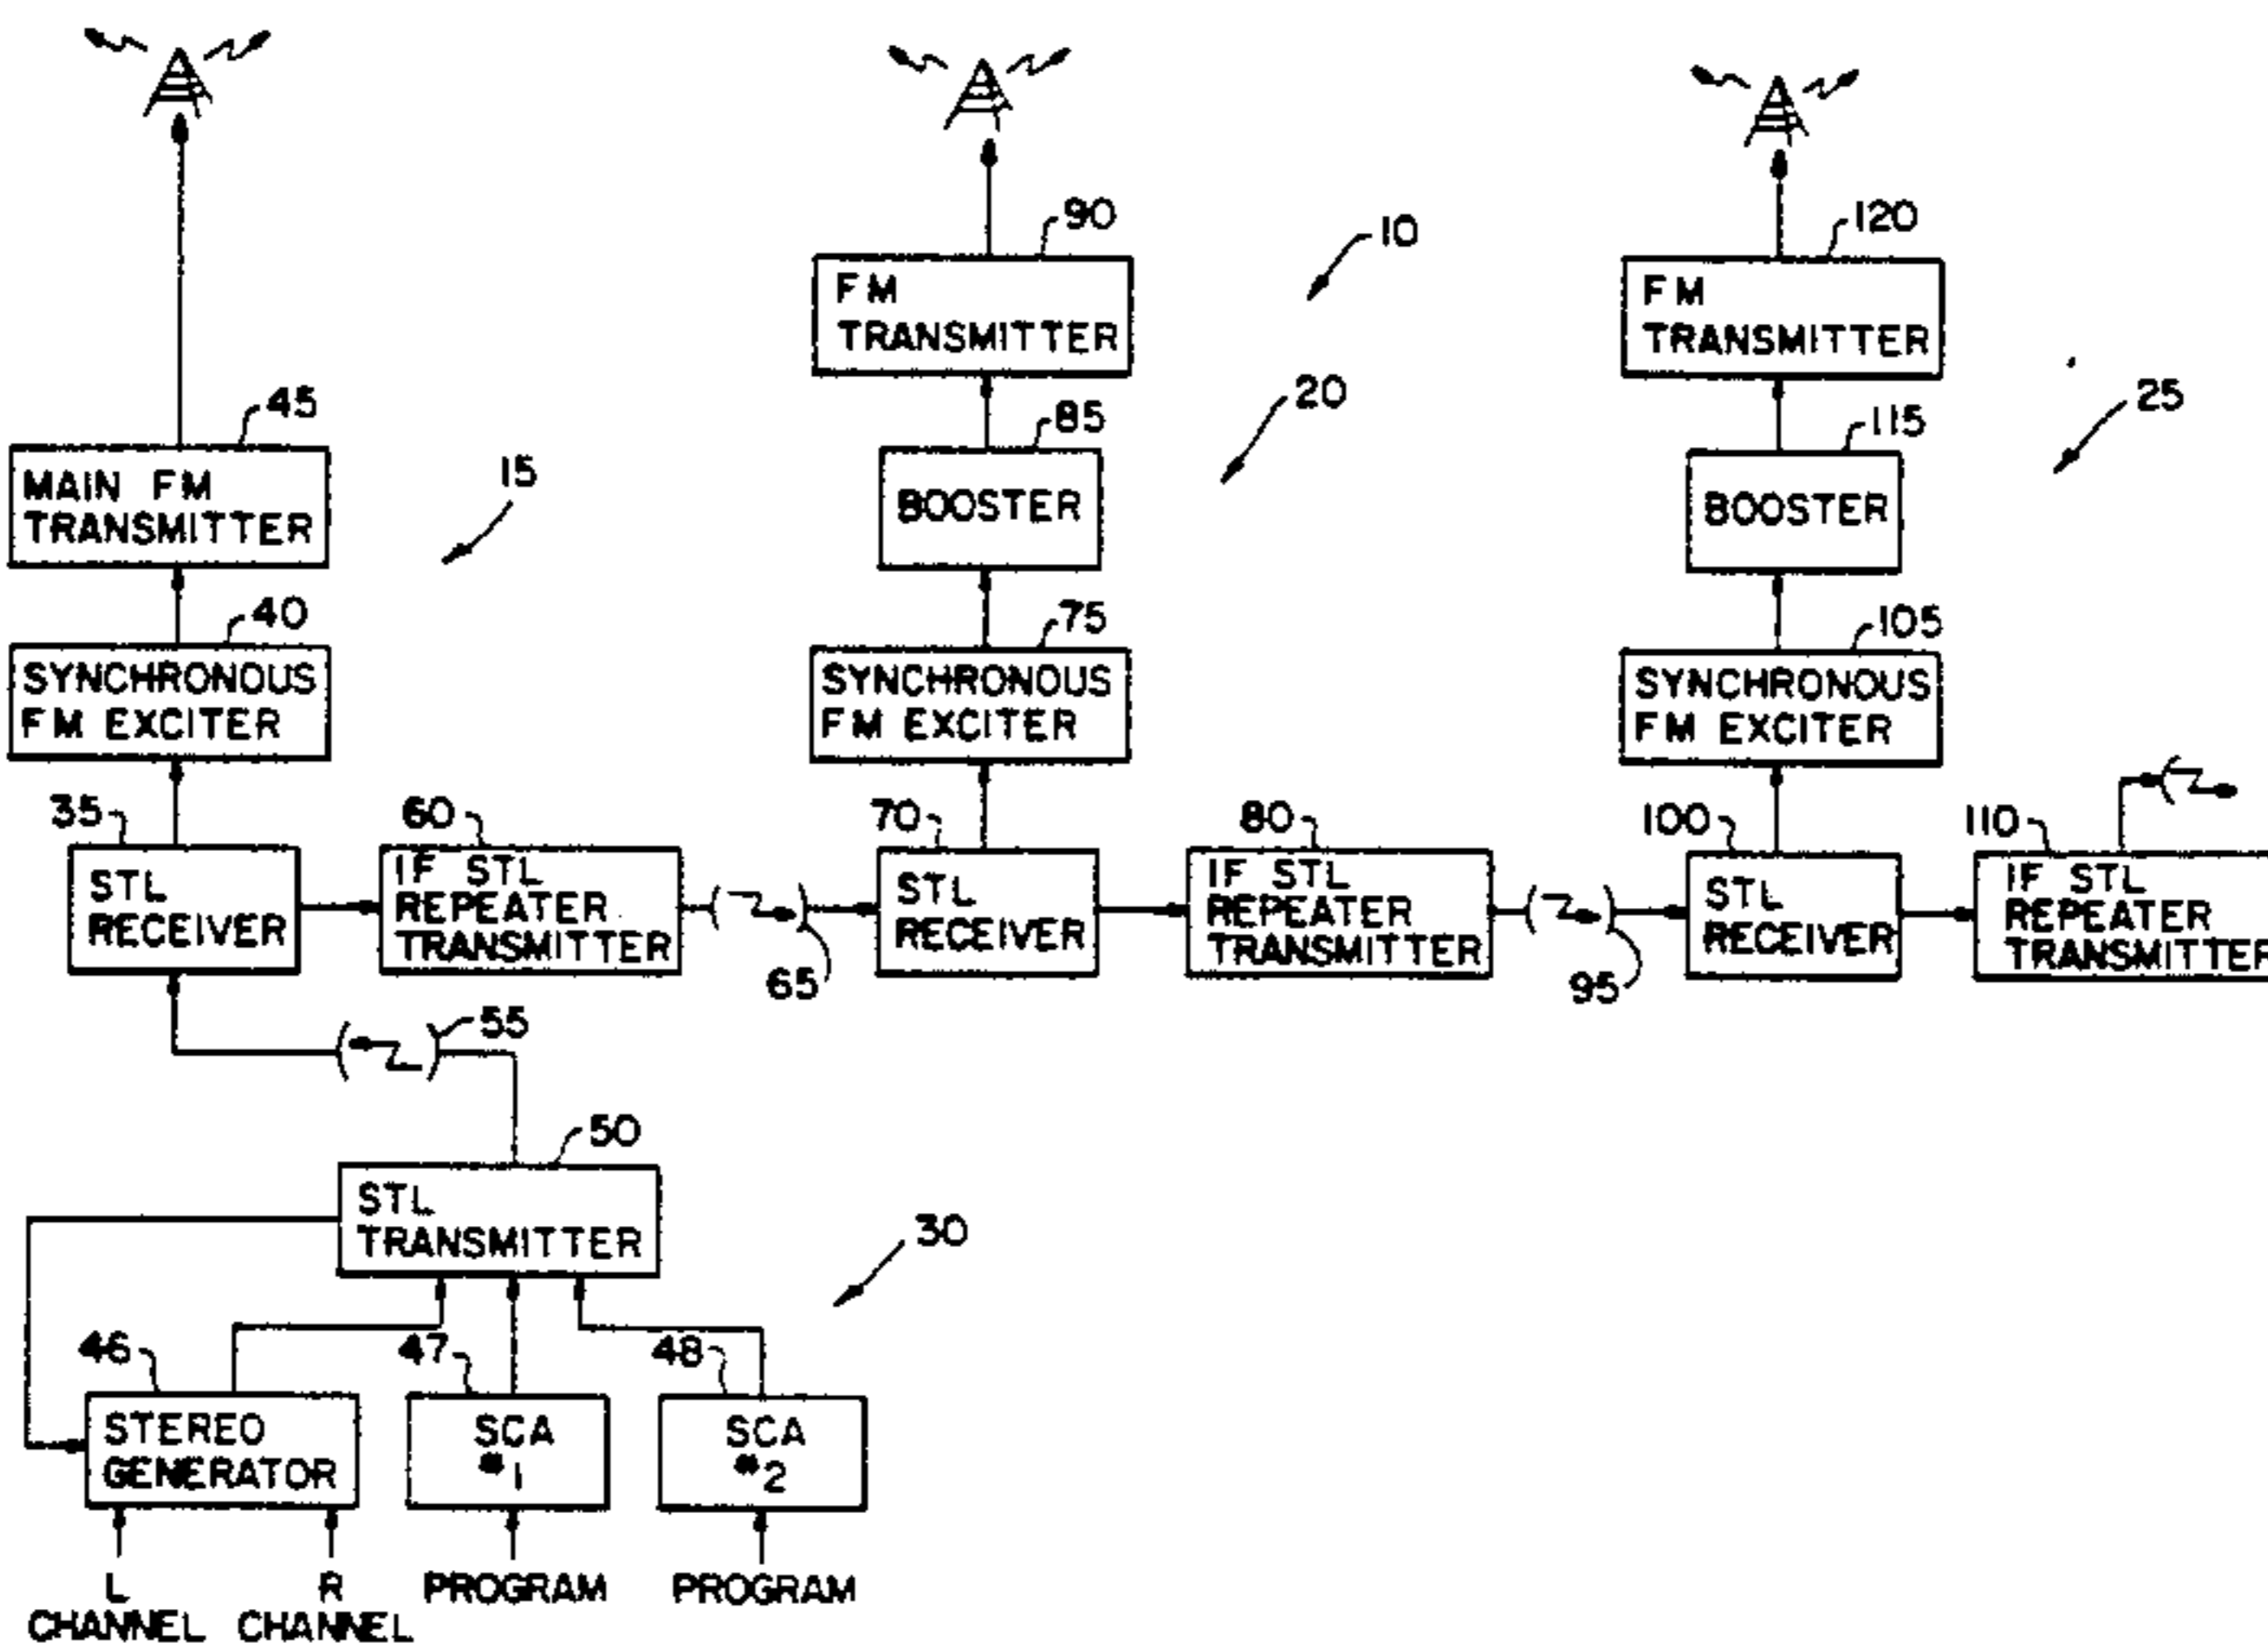 90
10
120
FM
TRANSMITTER
FM
TRANSMITTER
45
20
25
85
115
15
MAIN FM
TRANSMITTER
BOOSTER
BOOSTER
40
75
105
SYNCHRONOUS
FM EXCITER
SYNCHRONOUS
FM EXCITER
SYNCHRONOUS
FM EXCITER
35
60
70
80
100
110
STL
RECEIVER
IF STL
REPEATER
TRANSMITTER
STL
RECEIVER
IF STL
REPEATER
TRANSMITTER
STL
RECEIVER
IF STL
REPEATER
TRANSMITTER
65
95
55
50
STL
TRANSMITTER
30
46
47
48
STEREO
GENERATOR
SCA
#1
SCA
#2
L
CHANNEL
R
CHANNEL
PROGRAM
PROGRAM